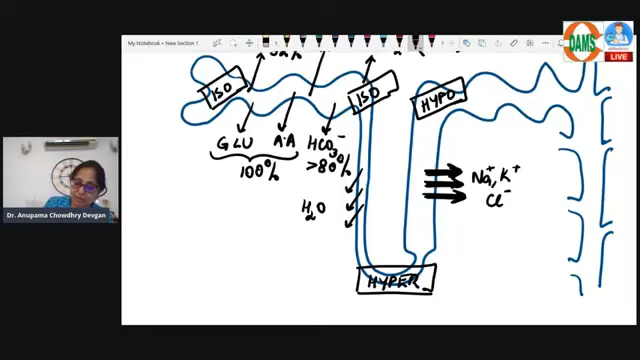 My Notebook » New Section 1
DAMS
LIVE
ISO
ISO
HYPO
GLU A·A HCO₃⁻
100% >80%
H₂O
Na⁺, K⁺
Cl⁻
HYPER
Dr. Anupama Chowdhry Devgan